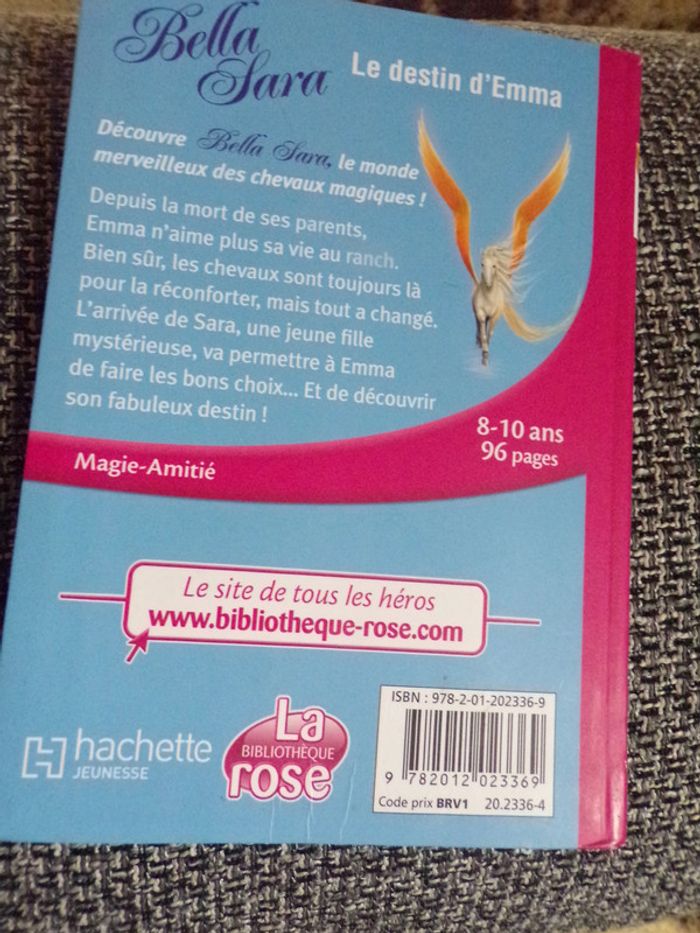 Bella
Sara
Le destin d'Emma
Découvre Bella Sara, le monde
merveilleux des chevaux magiques !
Depuis la mort de ses parents,
Emma n'aime plus sa vie au ranch.
Bien sûr, les chevaux sont toujours là
pour la réconforter, mais tout a changé.
L'arrivée de Sara, une jeune fille
mystérieuse, va permettre à Emma
de faire les bons choix... Et de découvrir
son fabuleux destin !
8-10 ans
96 pages
Magie-Amitié
Le site de tous les héros
www.bibliotheque-rose.com
hachette
JEUNESSE
La
BIBLIOTHÈQUE
rose
ISBN : 978-2-01-202336-9
9 782012 023369
Code prix BRV1 20.2336-4